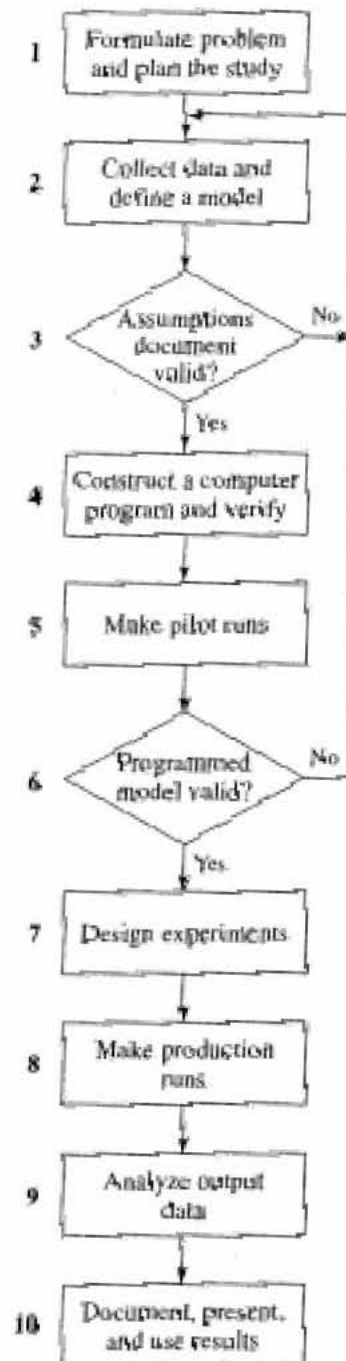 1
Formulate problem
and plan the study
2
Collect data and
define a model
3
Assumptions
document
valid?
No
Yes
4
Construct a computer
program and verify
5
Make pilot runs
6
Programmed
model valid?
No
Yes
7
Design experiments
8
Make production
runs
9
Analyze output
data
10
Document, present,
and use results